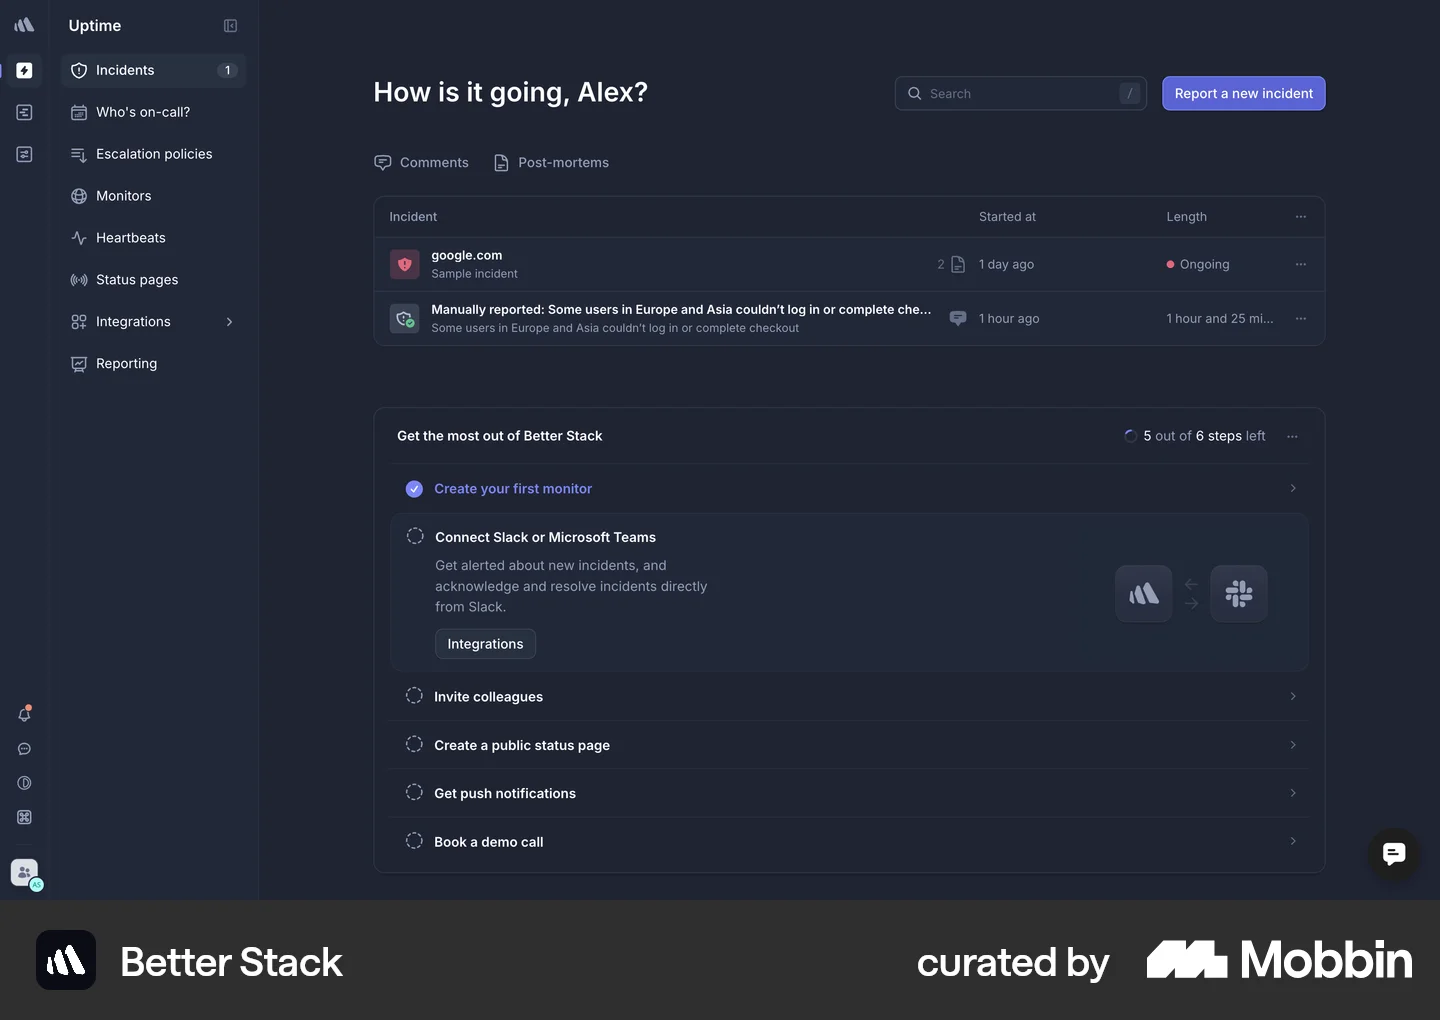 Uptime
Incidents 1
Who's on-call?
Escalation policies
Monitors
Heartbeats
Status pages
Integrations
Reporting
AS
How is it going, Alex?
Search /
Report a new incident
Comments Post-mortems
Incident Started at Length
google.com
Sample incident
2 1 day ago Ongoing
Manually reported: Some users in Europe and Asia couldn’t log in or complete che...
Some users in Europe and Asia couldn’t log in or complete checkout
1 hour ago 1 hour and 25 mi...
Get the most out of Better Stack
5 out of 6 steps left
Create your first monitor
Connect Slack or Microsoft Teams
Get alerted about new incidents, and
acknowledge and resolve incidents directly
from Slack.
Integrations
Invite colleagues
Create a public status page
Get push notifications
Book a demo call
Better Stack
curated by Mobbin